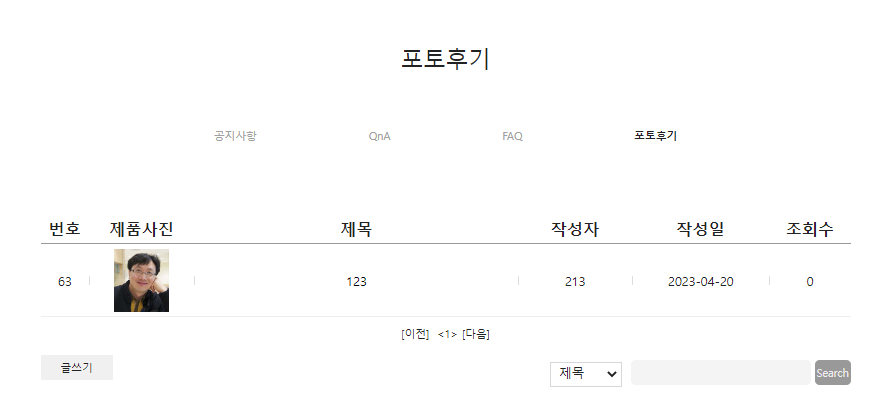 포토후기
공지사항 QnA FAQ 포토후기
번호 제품사진 제목 작성자 작성일 조회수
63 123 213 2023-04-20 0
[이전] <1> [다음]
글쓰기 제목 Search